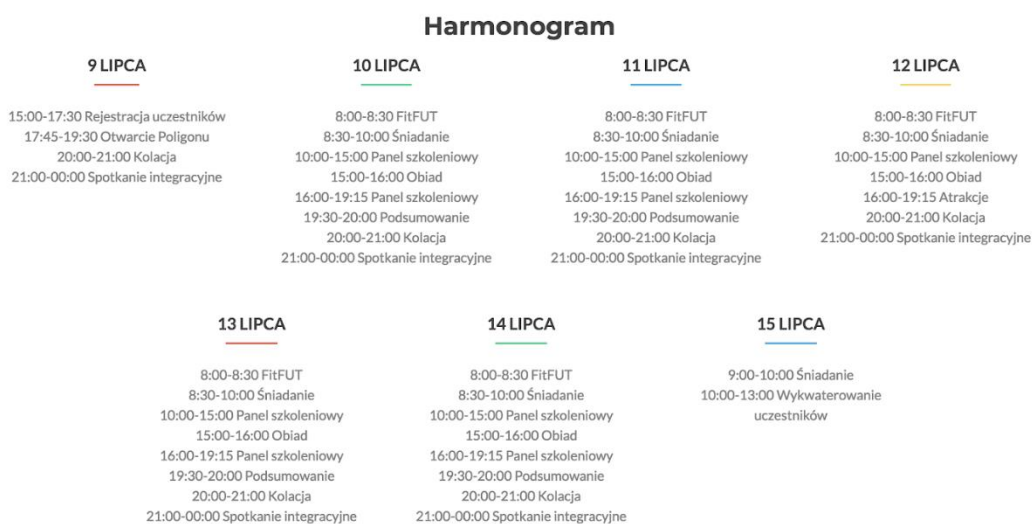 Harmonogram
9 LIPCA
15:00-17:30 Rejestracja uczestników
17:45-19:30 Otwarcie Poligonu
20:00-21:00 Kolacja
21:00-00:00 Spotkanie integracyjne
10 LIPCA
8:00-8:30 FitFUT
8:30-10:00 Śniadanie
10:00-15:00 Panel szkoleniowy
15:00-16:00 Obiad
16:00-19:15 Panel szkoleniowy
19:30-20:00 Podsumowanie
20:00-21:00 Kolacja
21:00-00:00 Spotkanie integracyjne
11 LIPCA
8:00-8:30 FitFUT
8:30-10:00 Śniadanie
10:00-15:00 Panel szkoleniowy
15:00-16:00 Obiad
16:00-19:15 Panel szkoleniowy
19:30-20:00 Podsumowanie
20:00-21:00 Kolacja
21:00-00:00 Spotkanie integracyjne
12 LIPCA
8:00-8:30 FitFUT
8:30-10:00 Śniadanie
10:00-15:00 Panel szkoleniowy
15:00-16:00 Obiad
16:00-19:15 Atrakcje
20:00-21:00 Kolacja
21:00-00:00 Spotkanie integracyjne
13 LIPCA
8:00-8:30 FitFUT
8:30-10:00 Śniadanie
10:00-15:00 Panel szkoleniowy
15:00-16:00 Obiad
16:00-19:15 Panel szkoleniowy
19:30-20:00 Podsumowanie
20:00-21:00 Kolacja
21:00-00:00 Spotkanie integracyjne
14 LIPCA
8:00-8:30 FitFUT
8:30-10:00 Śniadanie
10:00-15:00 Panel szkoleniowy
15:00-16:00 Obiad
16:00-19:15 Panel szkoleniowy
19:30-20:00 Podsumowanie
20:00-21:00 Kolacja
21:00-00:00 Spotkanie integracyjne
15 LIPCA
9:00-10:00 Śniadanie
10:00-13:00 Wykwaterowanie
uczestników